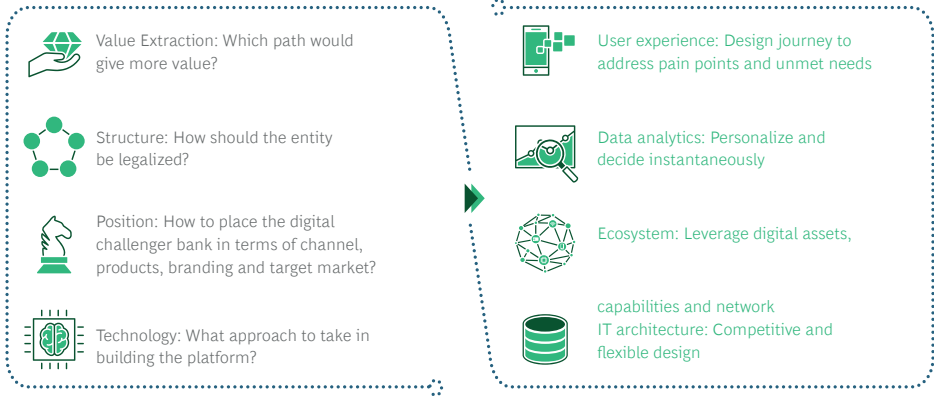 Value Extraction: Which path would
give more value?
Structure: How should the entity
be legalized?
Position: How to place the digital
challenger bank in terms of channel,
products, branding and target market?
Technology: What approach to take in
building the platform?
User experience: Design journey to
address pain points and unmet needs
Data analytics: Personalize and
decide instantaneously
Ecosystem: Leverage digital assets,
capabilities and network
IT architecture: Competitive and
flexible design